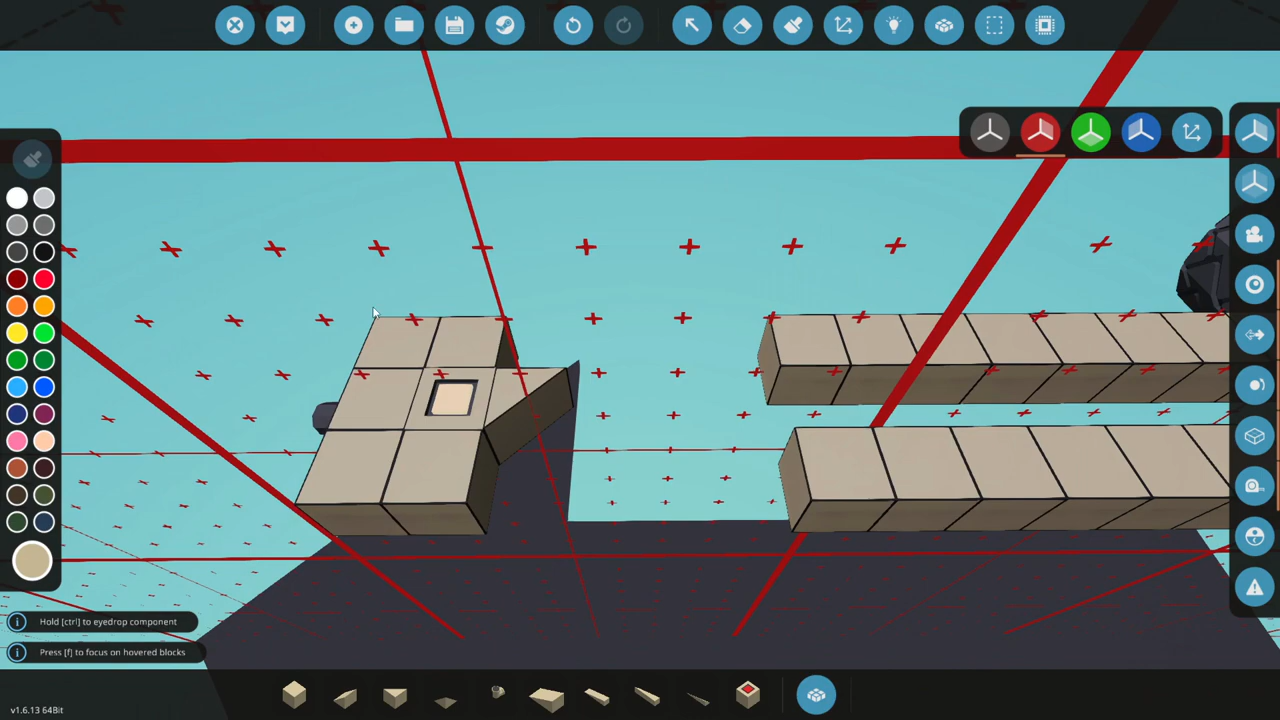 Hold [ctrl] to eyedrop component
Press [f] to focus on hovered blocks
v1.6.13 64Bit